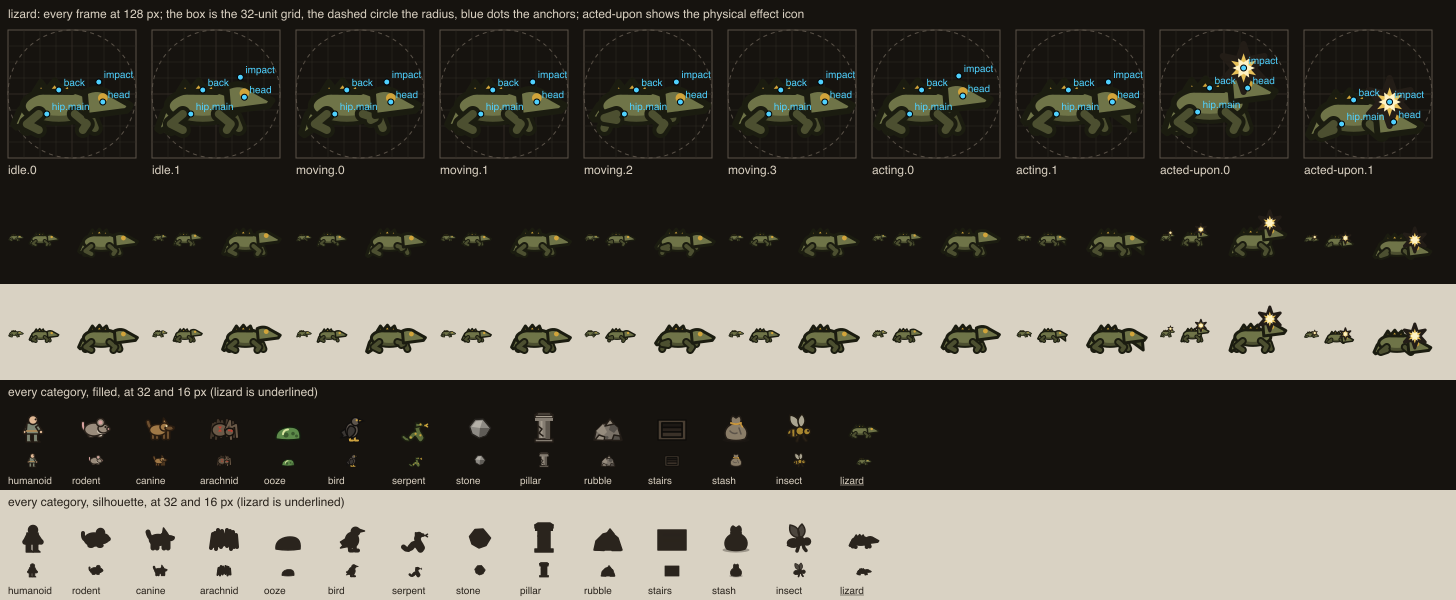 lizard: every frame at 128 px; the box is the 32-unit grid, the dashed circle the radius, blue dots the anchors; acted-upon shows the physical effect icon
back impact head hip.main
back impact head hip.main
back impact head hip.main
back impact head hip.main
back impact head hip.main
back impact head hip.main
back impact head hip.main
back impact head hip.main
back impact head hip.main
back impact head hip.main
idle.0 idle.1 moving.0 moving.1 moving.2 moving.3 acting.0 acting.1 acted-upon.0 acted-upon.1
every category, filled, at 32 and 16 px (lizard is underlined)
humanoid rodent canine arachnid ooze bird serpent stone pillar rubble stairs stash insect lizard
every category, silhouette, at 32 and 16 px (lizard is underlined)
humanoid rodent canine arachnid ooze bird serpent stone pillar rubble stairs stash insect lizard